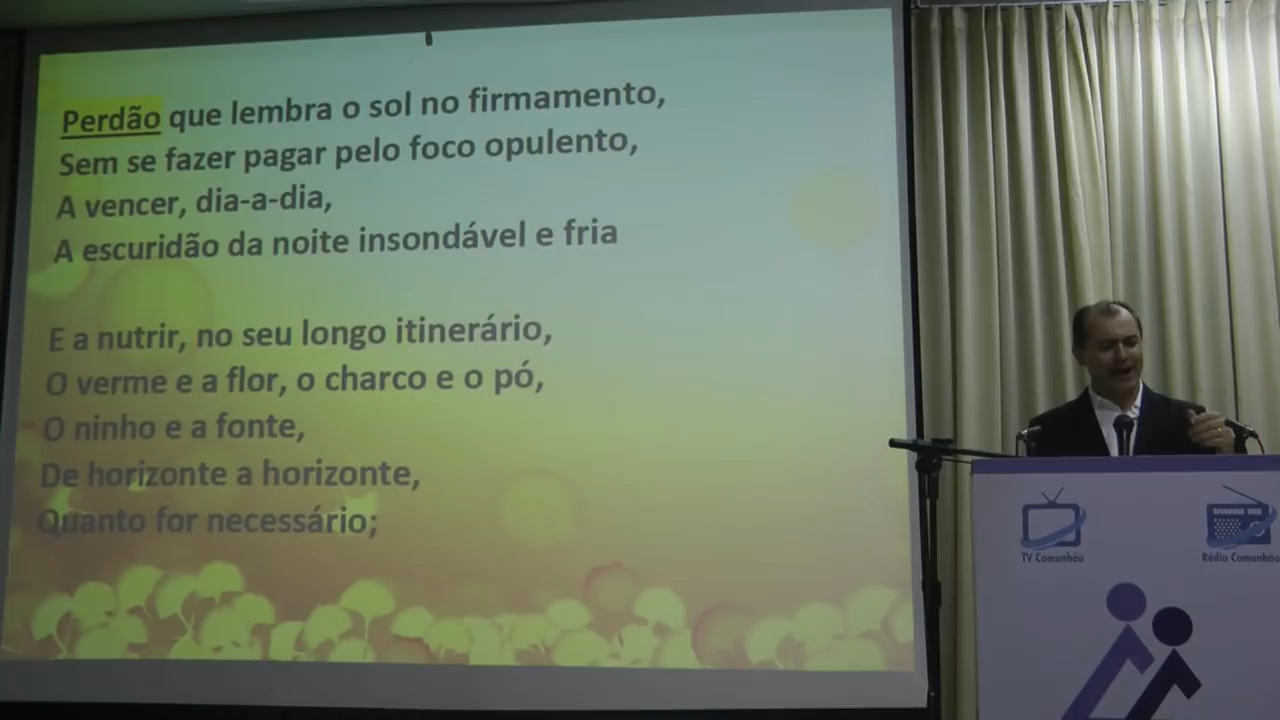 Perdão que lembra o sol no firmamento,
Sem se fazer pagar pelo foco opulento,
A vencer, dia-a-dia,
A escuridão da noite insondável e fria
E a nutrir, no seu longo itinerário,
O verme e a flor, o charco e o pó,
O ninho e a fonte,
De horizonte a horizonte,
Quanto for necessário;
TV Comunhão
Rádio Comunhão